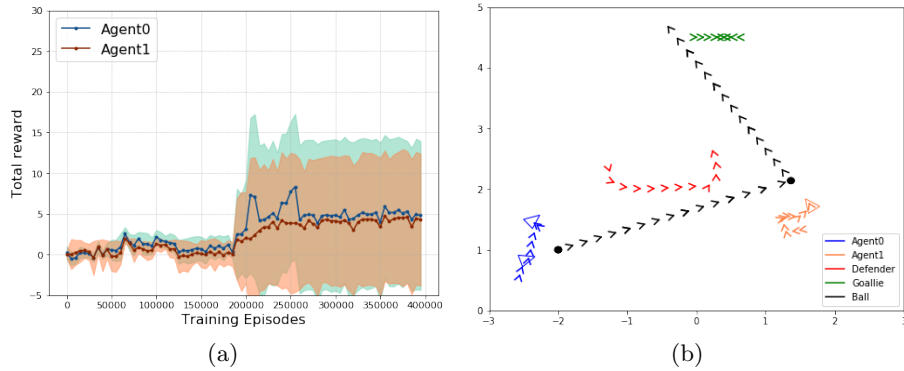 30
25
20
15
10
5
0
−5
0 50000 100000 150000 200000 250000 300000 350000 400000
Total reward
Training Episodes
Agent0
Agent1
(a)
5
4
3
2
1
0
−3 −2 −1 0 1 2 3
Agent0
Agent1
Defender
Goallie
Ball
(b)